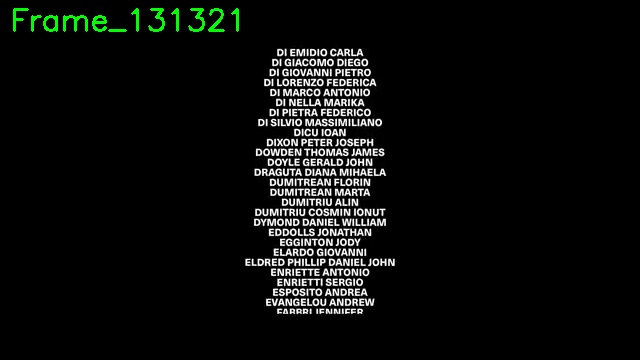 Frame_131321
DI EMIDIO CARLA
DI GIACOMO DIEGO
DI GIOVANNI PIETRO
DI LORENZO FEDERICA
DI MARCO ANTONIO
DI NELLA MARIKA
DI PIETRA FEDERICO
DI SILVIO MASSIMILIANO
DICU IOAN
DIXON PETER JOSEPH
DOWDEN THOMAS JAMES
DOYLE GERALD JOHN
DRAGUTA DIANA MIHAELA
DUMITREAN FLORIN
DUMITREAN MARTA
DUMITRIU ALIN
DUMITRIU COSMIN IONUT
DYMOND DANIEL WILLIAM
EDDOLLS JONATHAN
EGGINTON JODY
ELARDO GIOVANNI
ELDRED PHILLIP DANIEL JOHN
ENRIETTE ANTONIO
ENRIETTI SERGIO
ESPOSITO ANDREA
EVANGELOU ANDREW
FABBRI JENNIFER